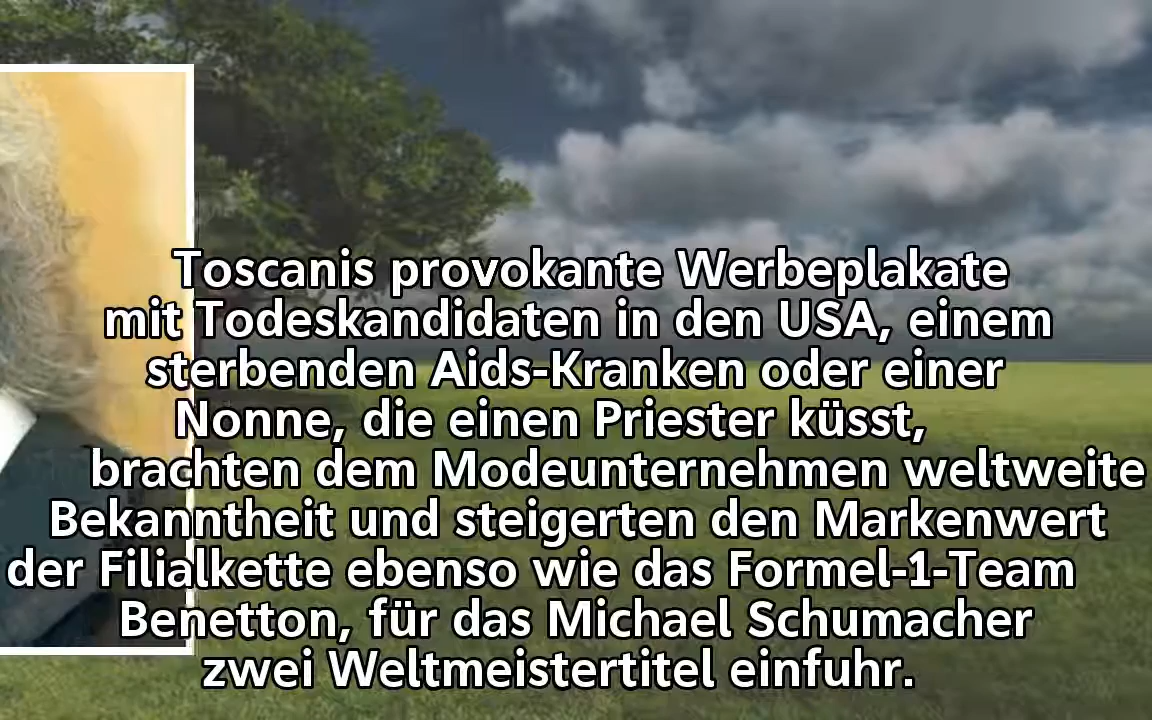 Toscanis provokante Werbeplakate
mit Todeskandidaten in den USA, einem
sterbenden Aids-Kranken oder einer
Nonne, die einen Priester küsst,
brachten dem Modeunternehmen weltweite
Bekanntheit und steigerten den Markenwert
der Filialkette ebenso wie das Formel-1-Team
Benetton, für das Michael Schumacher
zwei Weltmeistertitel einfuhr.